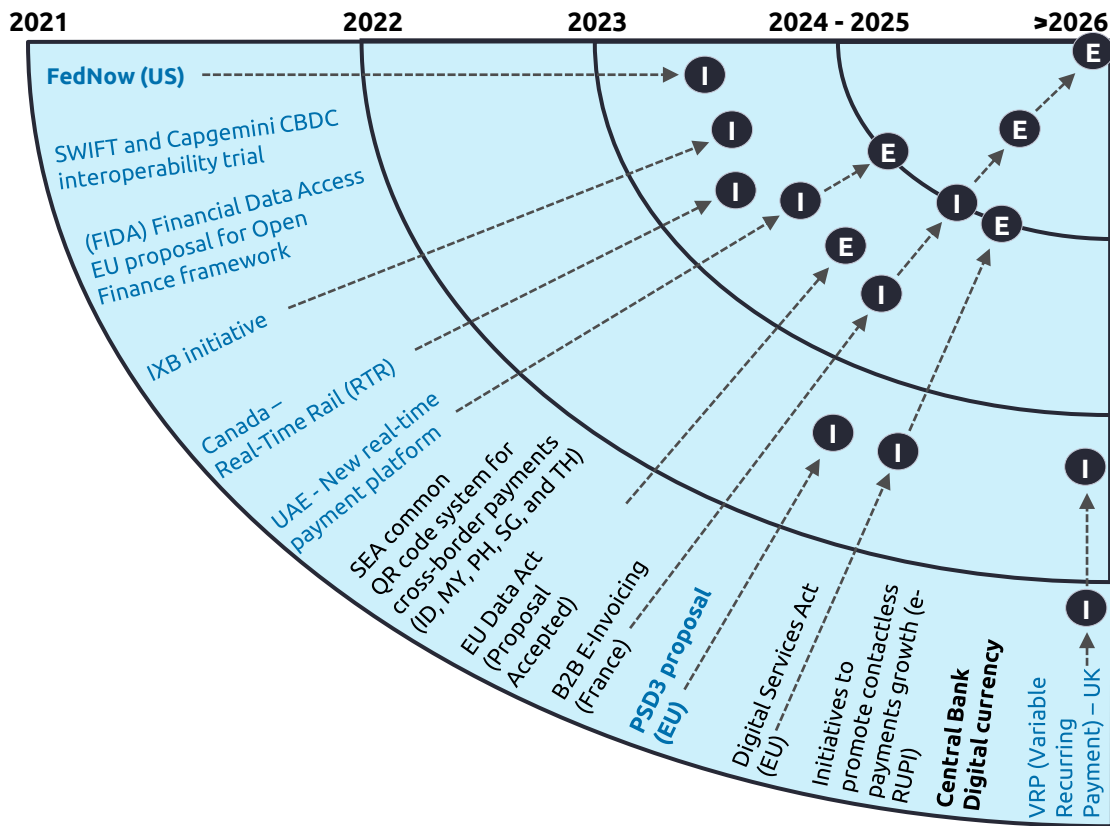 2021 2022 2023 2024 - 2025 >2026
FedNow (US)
I
E
SWIFT and Capgemini CBDC
interoperability trial
I
E
(FIDA) Financial Data Access
EU proposal for Open
Finance framework
I
I
E
IXB initiative
E
I
E
Canada –
Real-Time Rail (RTR)
I
UAE - New real-time
payment platform
SEA common
QR code system for
cross-border payments
(ID, MY, PH, SG, and TH)
EU Data Act
(Proposal
Accepted)
B2B E-Invoicing
(France)
I
PSD3 proposal
(EU)
I
Digital Services Act
(EU)
Initiatives to
promote contactless
payments growth (e-
RUPI)
Central Bank
Digital currency
I
I
VRP (Variable
Recurring
Payment) – UK